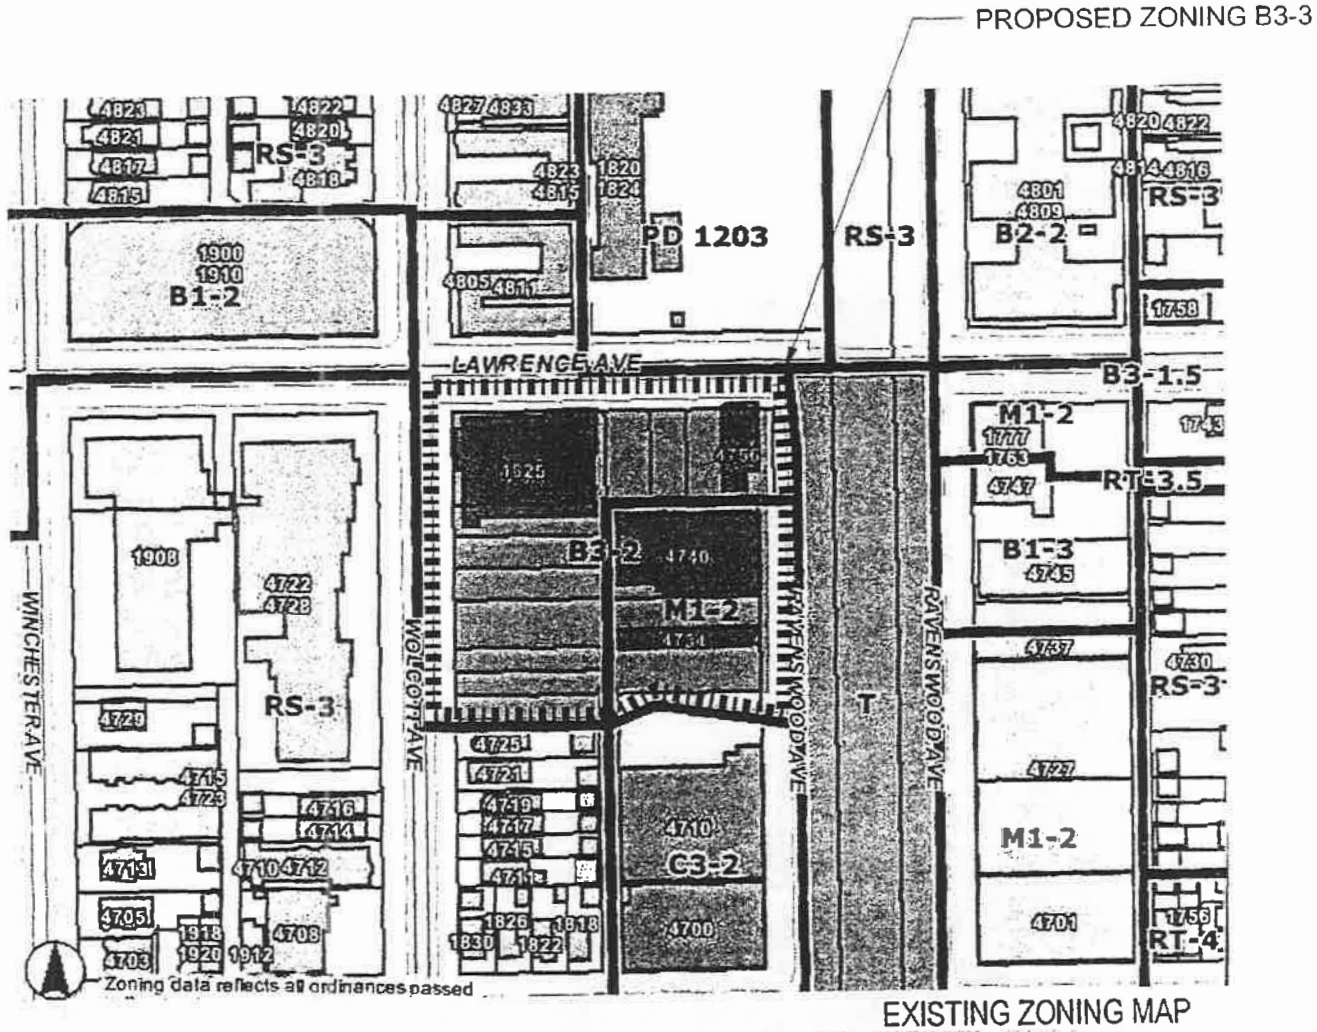 PROPOSED ZONING B3-3
4823 4822 4827 4833
4821 4820 4820 4822
RS-3
4817 4818 4823 1820 4814 4816
4815 4815 1824 4801 RS-3
4809
PD 1203 RS-3 B2-2
1900
1910 4805 4811
B1-2 1758
LAWRENCE AVE
B3-1.5
M1-2
1777 1743
1763
4750
4747 RT-3.5
1908 B3-2 4740 B1-3
4745
4722
4728 M1-2
4734
WINCHESTER AVE WOLCOTT AVE RAVENSWOOD AVE RAVENSWOOD AVE
4737
4730
RS-3 T RS-3
4729 4725
4715 4721 4727
4723
4716 4719
4714 4717 4710 M1-2
4713 4710 4712 4715 C3-2
4711
4705 1918 4708 1826 1818 4700 4701 1756
4703 1920 1912 1830 1822 RT-4
Zoning data reflects all ordinances passed
EXISTING ZONING MAP